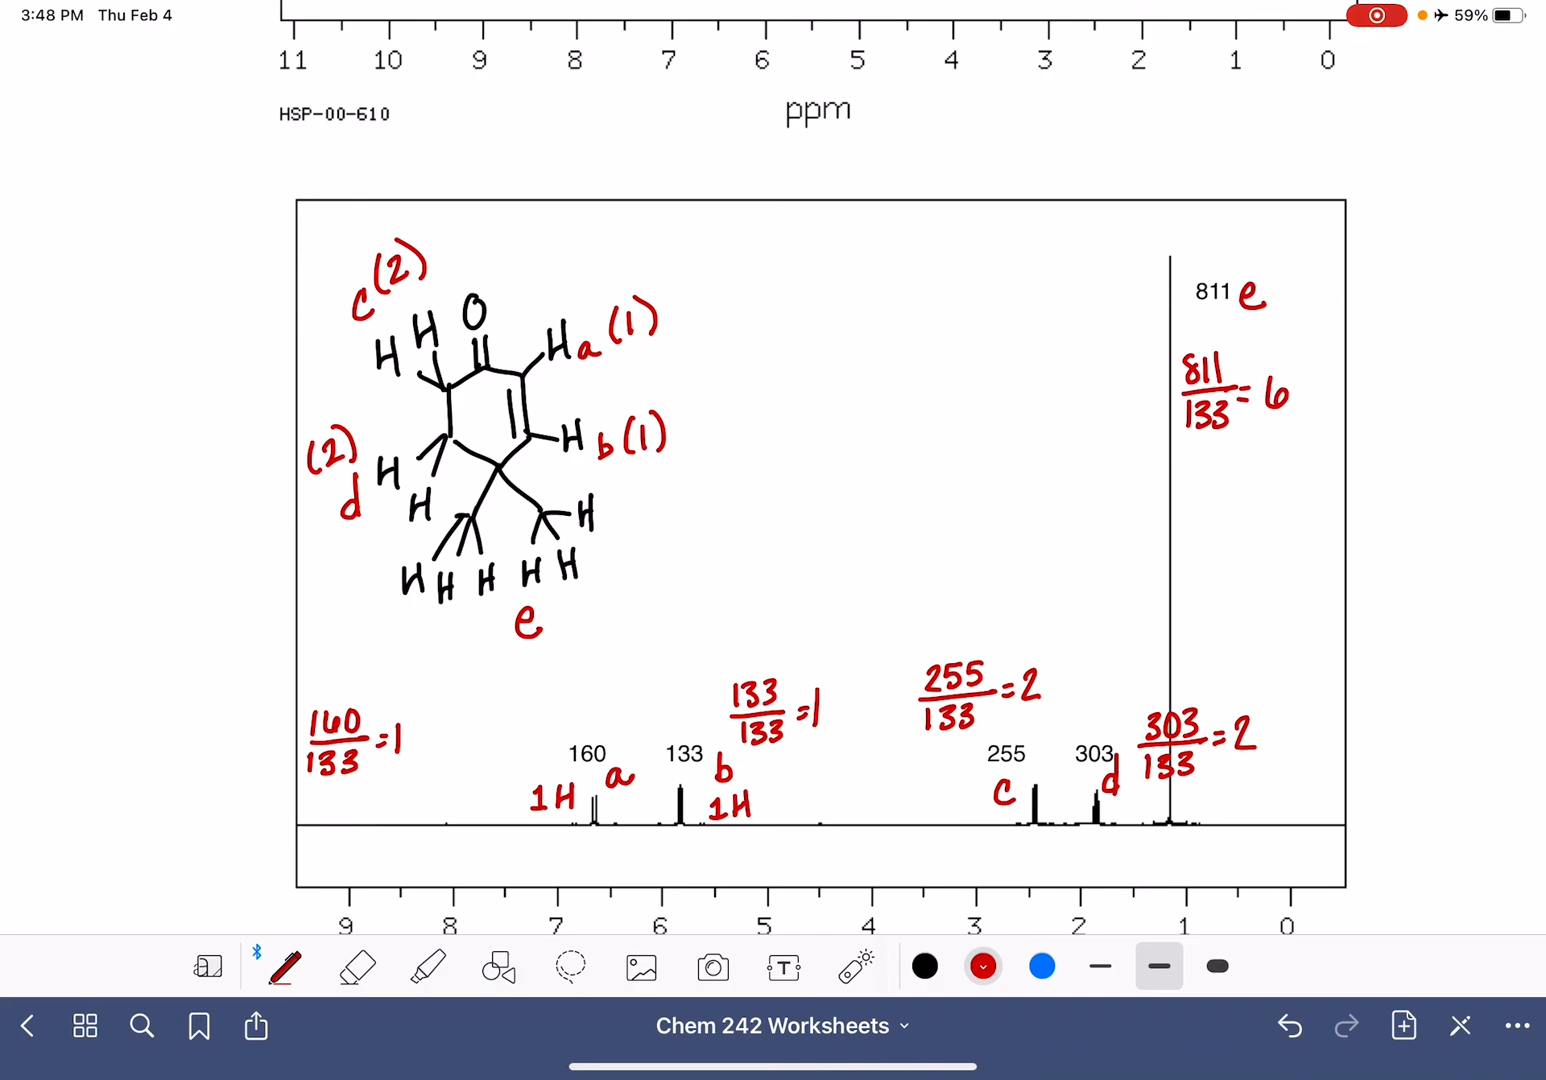 3:48 PM Thu Feb 4
59%
11 10 9 8 7 6 5 4 3 2 1 0
HSP-00-610
ppm
C (2)
H H O
H a (1)
H b (1)
(2)
d
H
H
H
H H H H H
e
811 e
811/133 = 6
160/133 = 1
133/133 = 1
255/133 = 2
303/133 = 2
160 133 255 303
1H a b 1H C d
9 8 7 6 5 4 3 2 1 0
T
Chem 242 Worksheets